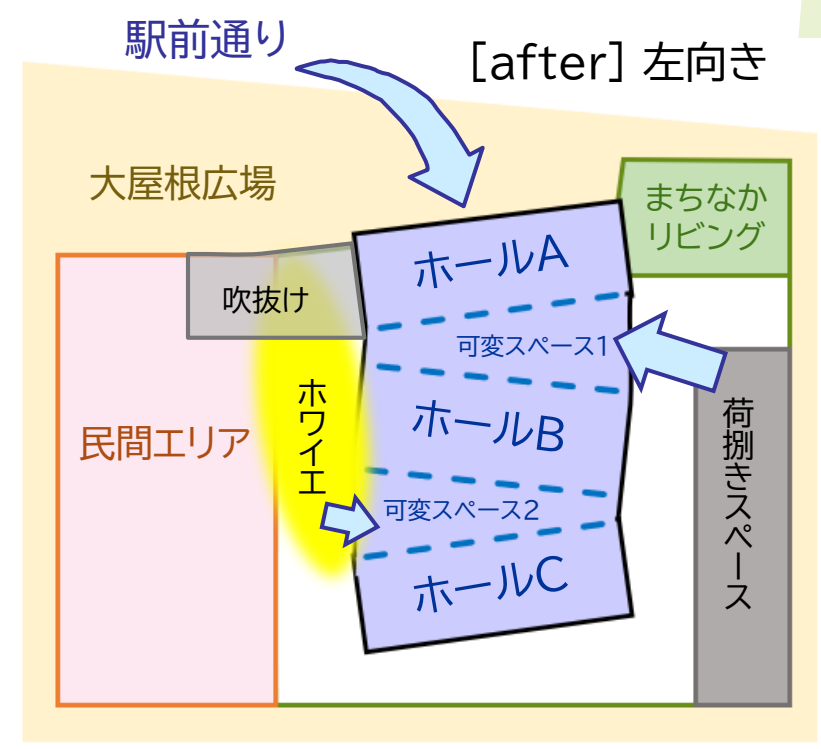 駅前通り
[after] 左向き
大屋根広場
まちなか
リビング
ホールA
吹抜け
可変スペース1
ホワイエ
ホールB
民間エリア
荷捌きスペース
可変スペース2
ホールC